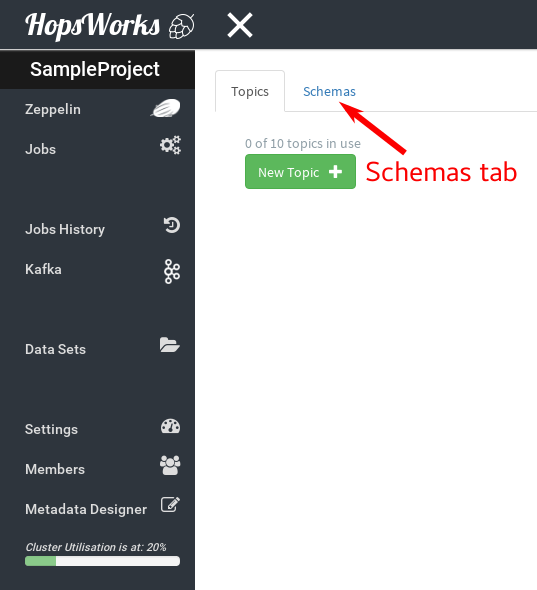 HopsWorks
SampleProject
Zeppelin
Jobs
Jobs History
Kafka
Data Sets
Settings
Members
Metadata Designer
Cluster Utilisation is at: 20%
Topics
Schemas
0 of 10 topics in use
New Topic
Schemas tab